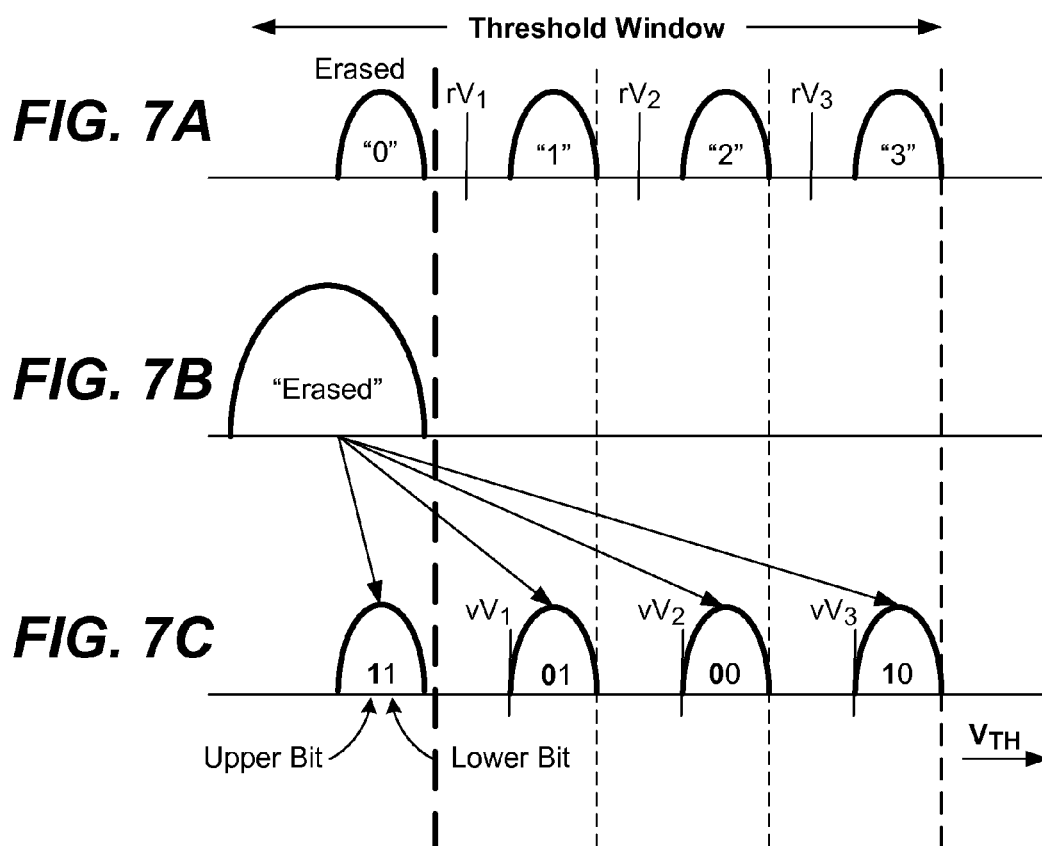 Threshold Window
FIG. 7A
Erased
rV1
rV2
rV3
“0”
“1”
“2”
“3”
FIG. 7B
“Erased”
FIG. 7C
vV1
vV2
vV3
11
01
00
10
Upper Bit
Lower Bit
VTH